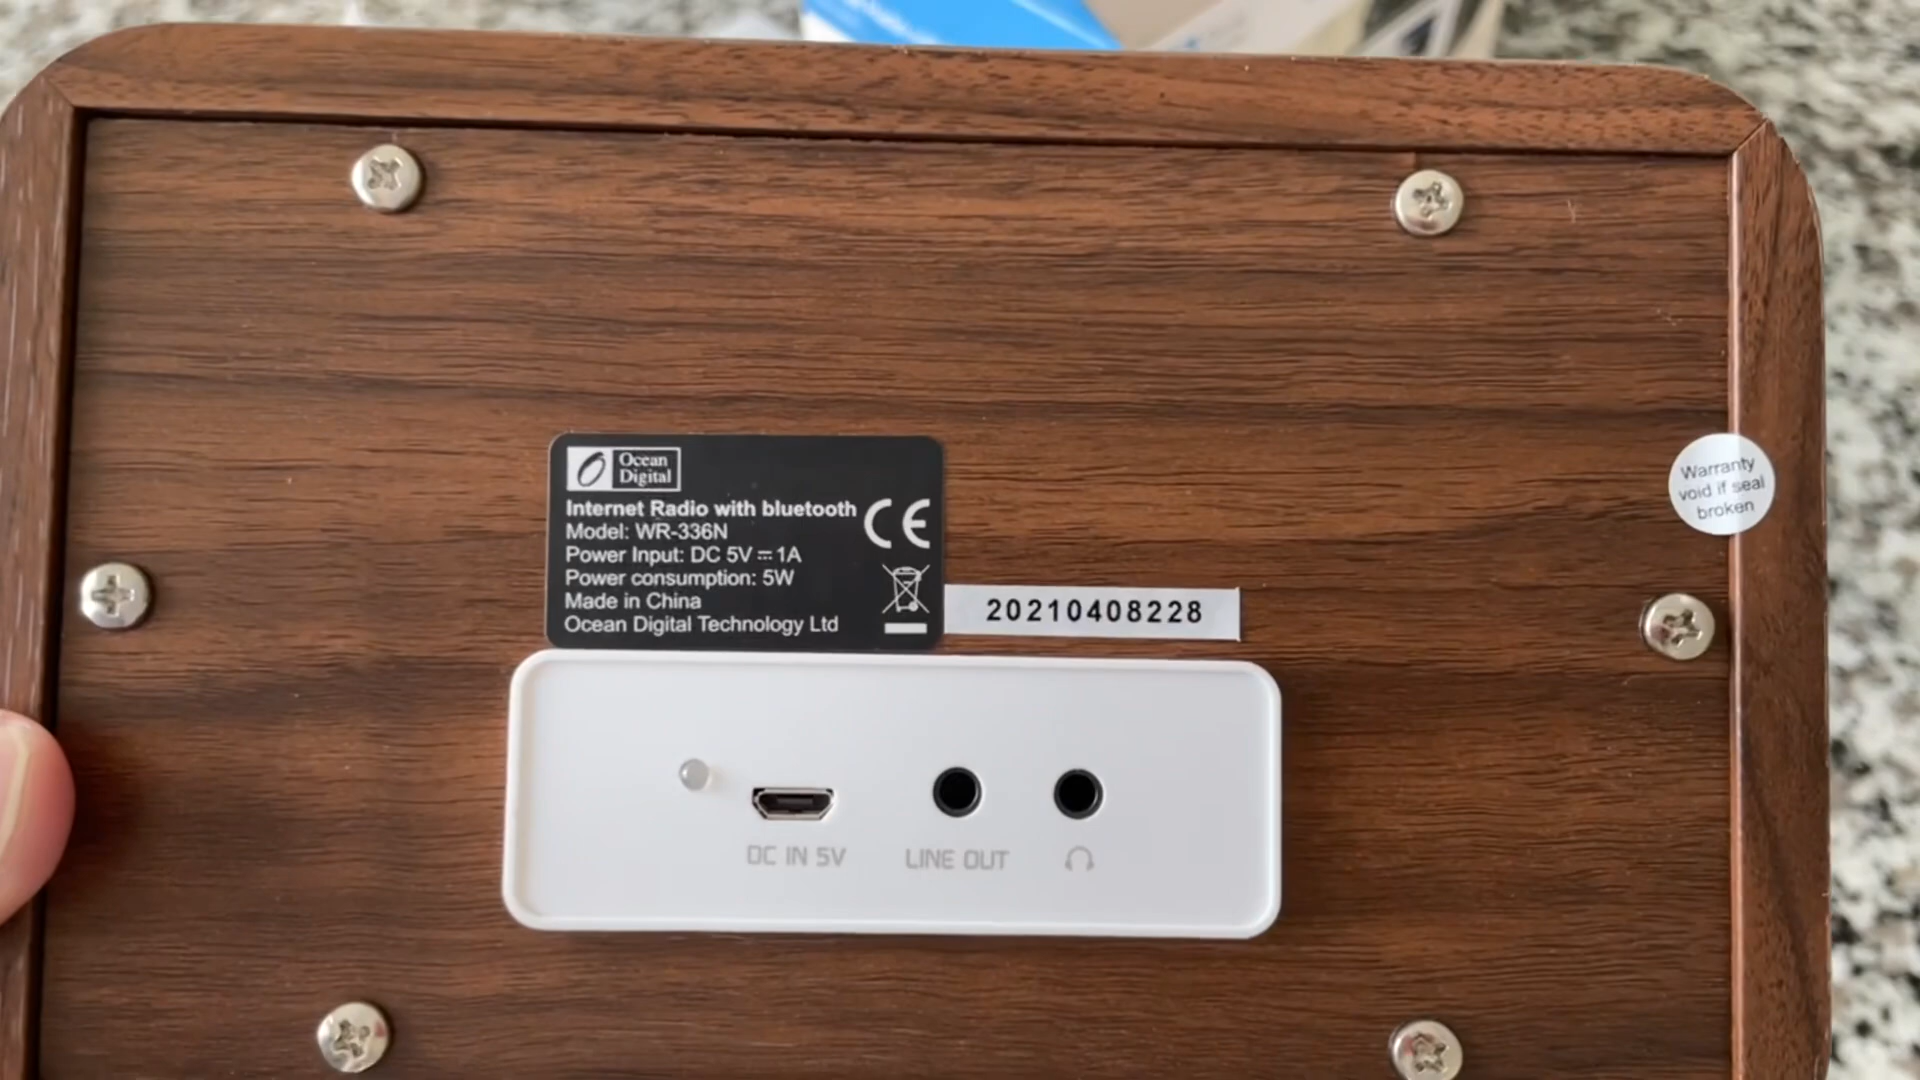 Ocean
Digital
Internet Radio with bluetooth
Model: WR-336N
Power Input: DC 5V ⎓ 1A
Power consumption: 5W
Made in China
Ocean Digital Technology Ltd
CE
20210408228
Warranty
void if seal
broken
DC IN 5V
LINE OUT